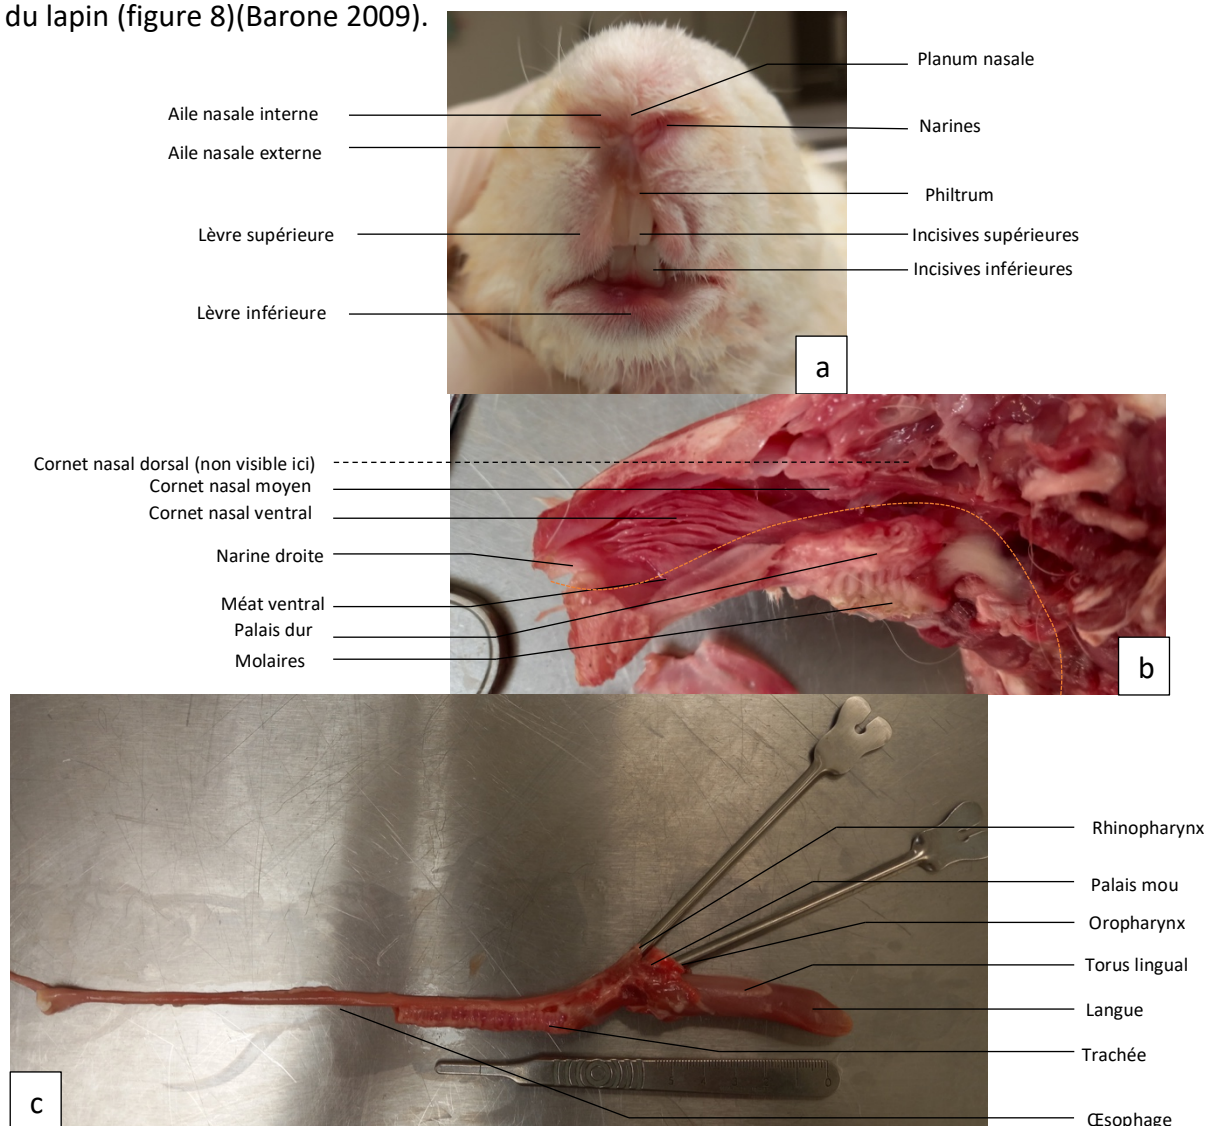 du lapin (figure 8)(Barone 2009).
Planum nasale
Aile nasale interne
Narines
Aile nasale externe
Philtrum
Lèvre supérieure
Incisives supérieures
Incisives inférieures
Lèvre inférieure
a
Cornet nasal dorsal (non visible ici)
Cornet nasal moyen
Cornet nasal ventral
Narine droite
Méat ventral
Palais dur
Molaires
b
Rhinopharynx
Palais mou
Oropharynx
Torus lingual
Langue
Trachée
Œsophage
c